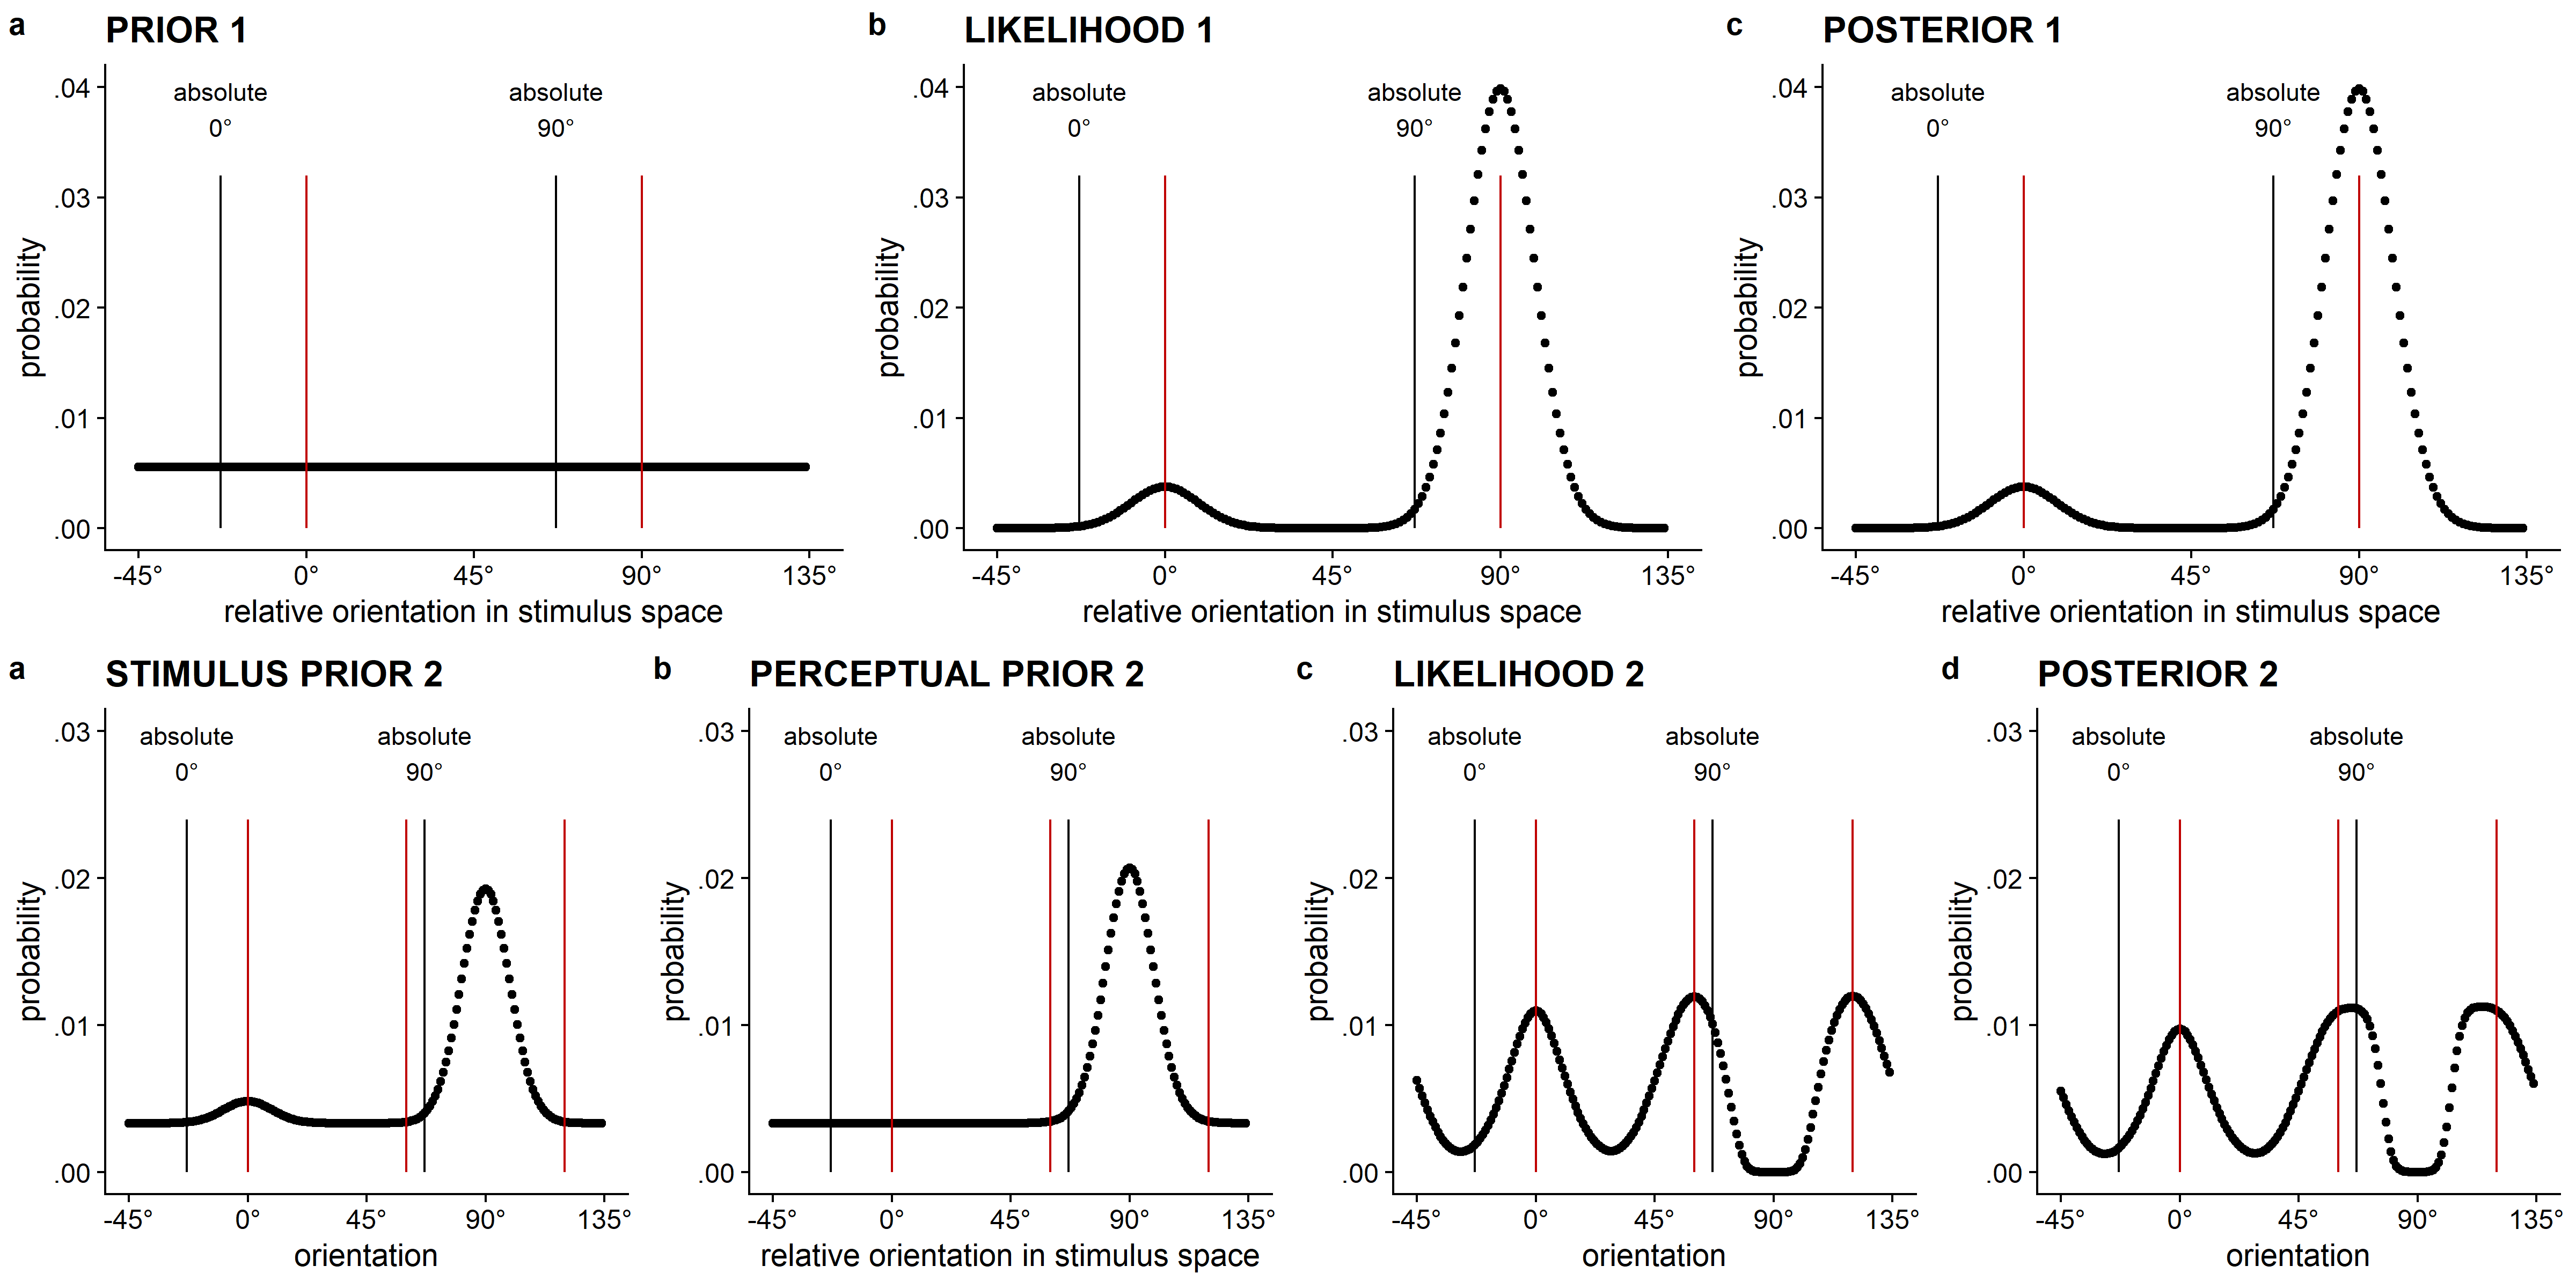 a PRIOR 1
.04
.03
.02
.01
.00
probability
absolute
0°
absolute
90°
-45° 0° 45° 90° 135°
relative orientation in stimulus space
b LIKELIHOOD 1
.04
.03
.02
.01
.00
probability
absolute
0°
absolute
90°
-45° 0° 45° 90° 135°
relative orientation in stimulus space
c POSTERIOR 1
.04
.03
.02
.01
.00
probability
absolute
0°
absolute
90°
-45° 0° 45° 90° 135°
relative orientation in stimulus space
a STIMULUS PRIOR 2
.03
.02
.01
.00
probability
absolute
0°
absolute
90°
-45° 0° 45° 90° 135°
orientation
b PERCEPTUAL PRIOR 2
.03
.02
.01
.00
probability
absolute
0°
absolute
90°
-45° 0° 45° 90° 135°
relative orientation in stimulus space
c LIKELIHOOD 2
.03
.02
.01
.00
probability
absolute
0°
absolute
90°
-45° 0° 45° 90° 135°
orientation
d POSTERIOR 2
.03
.02
.01
.00
probability
absolute
0°
absolute
90°
-45° 0° 45° 90° 135°
orientation